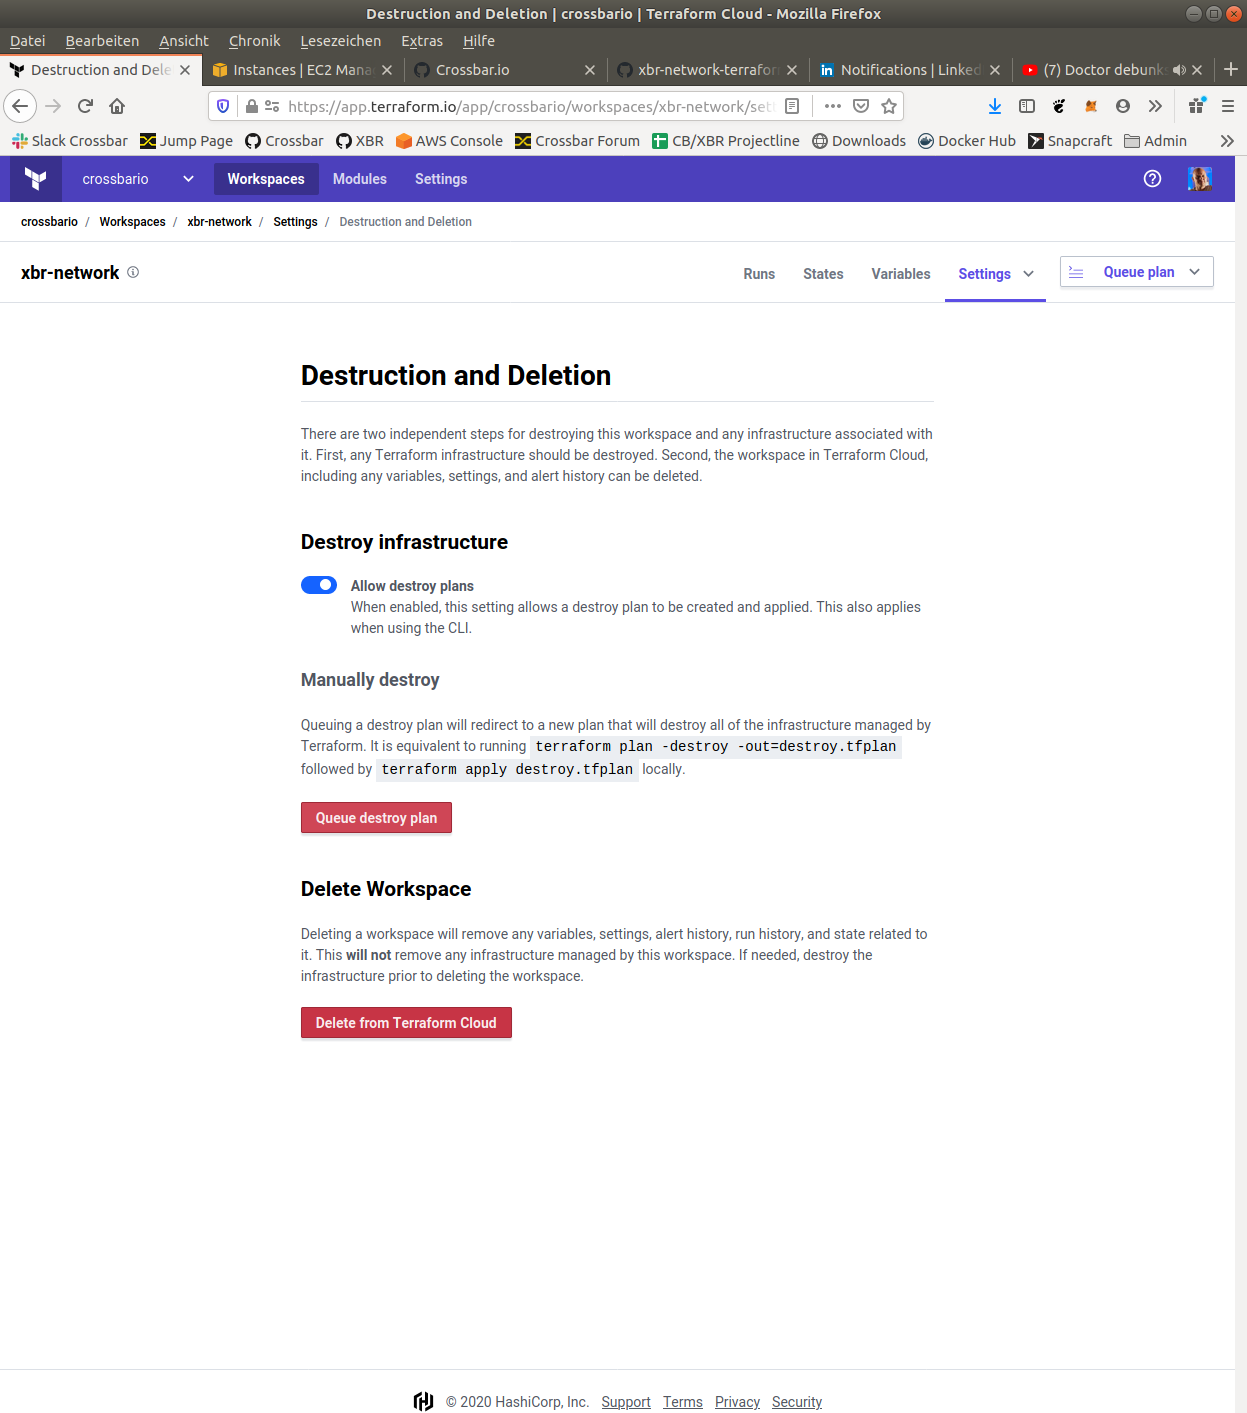 Destruction and Deletion | crossbario | Terraform Cloud - Mozilla Firefox
Datei Bearbeiten Ansicht Chronik Lesezeichen Extras Hilfe
Destruction and Dele Instances | EC2 Mana Crossbar.io xbr-network-terrafor Notifications | Linked (7) Doctor debunks
https://app.terraform.io/app/crossbario/workspaces/xbr-network/sett
Slack Crossbar Jump Page Crossbar XBR AWS Console Crossbar Forum CB/XBR Projectline Downloads Docker Hub Snapcraft Admin
crossbario Workspaces Modules Settings
crossbario / Workspaces / xbr-network / Settings / Destruction and Deletion
xbr-network Runs States Variables Settings Queue plan
Destruction and Deletion
There are two independent steps for destroying this workspace and any infrastructure associated with
it. First, any Terraform infrastructure should be destroyed. Second, the workspace in Terraform Cloud,
including any variables, settings, and alert history can be deleted.
Destroy infrastructure
Allow destroy plans
When enabled, this setting allows a destroy plan to be created and applied. This also applies
when using the CLI.
Manually destroy
Queuing a destroy plan will redirect to a new plan that will destroy all of the infrastructure managed by
Terraform. It is equivalent to running terraform plan -destroy -out=destroy.tfplan
followed by terraform apply destroy.tfplan locally.
Queue destroy plan
Delete Workspace
Deleting a workspace will remove any variables, settings, alert history, run history, and state related to
it. This will not remove any infrastructure managed by this workspace. If needed, destroy the
infrastructure prior to deleting the workspace.
Delete from Terraform Cloud
© 2020 HashiCorp, Inc. Support Terms Privacy Security